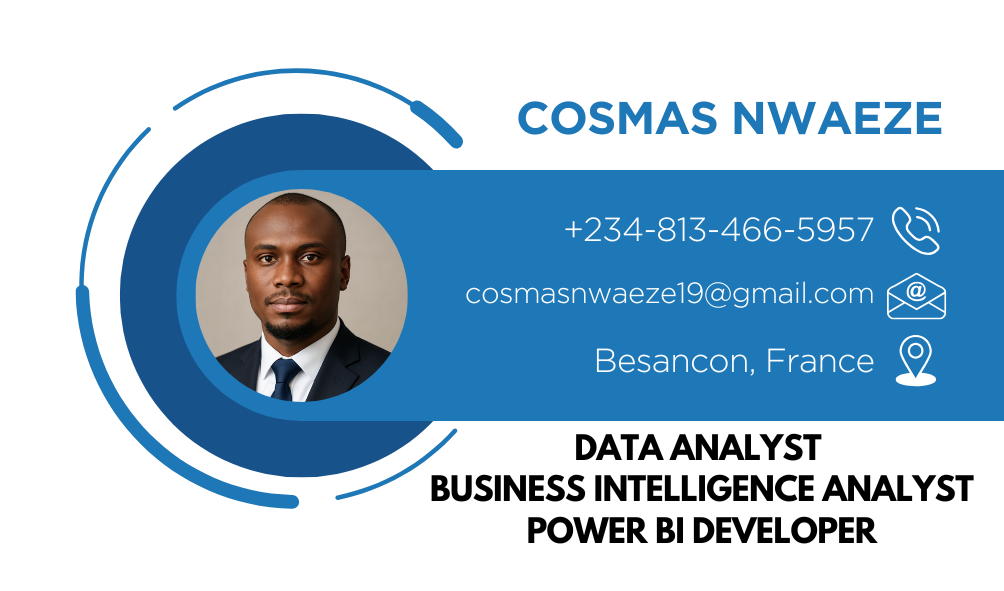 COSMAS NWAEZE
+234-813-466-5957
cosmasnwaeze19@gmail.com
Besancon, France
DATA ANALYST
BUSINESS INTELLIGENCE ANALYST
POWER BI DEVELOPER